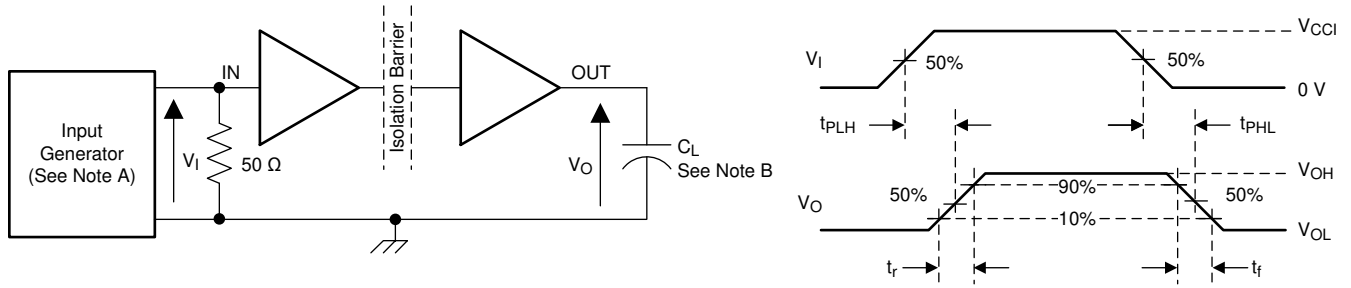 Input
Generator
(See Note A)
V_I
IN
50 Ω
Isolation Barrier
OUT
V_O
C_L
See Note B
V_I
50%
50%
V_CCI
0 V
t_PLH
t_PHL
V_O
50%
90%
10%
50%
V_OH
V_OL
t_r
t_f